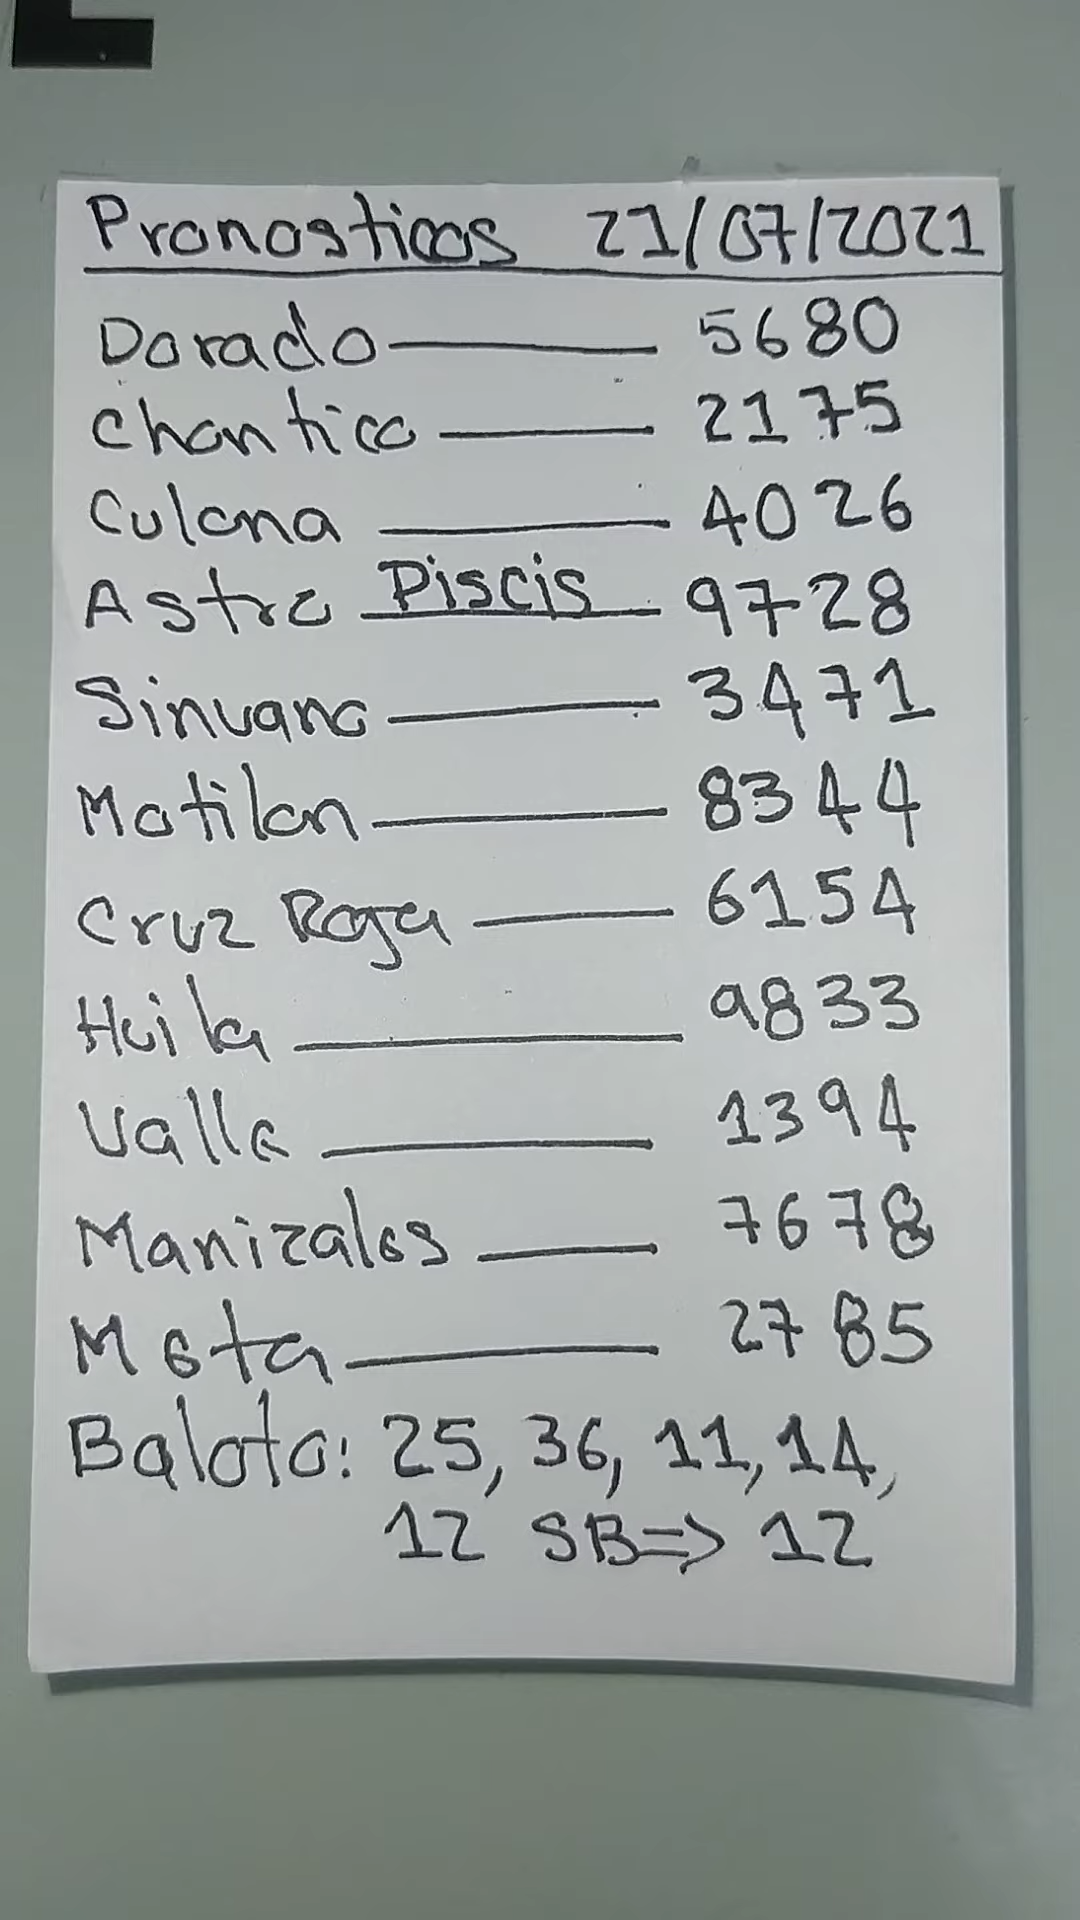 Pronosticos 21/07/2021
Dorado 5680
Chontico 2175
Culona 4026
Astro Piscis 9728
Sinuano 3471
Motilon 8344
Cruz Roja 6154
Huila 9833
Valle 1394
Manizales 7678
Meta 2785
Baloto: 25, 36, 11, 14,
12 SB=> 12